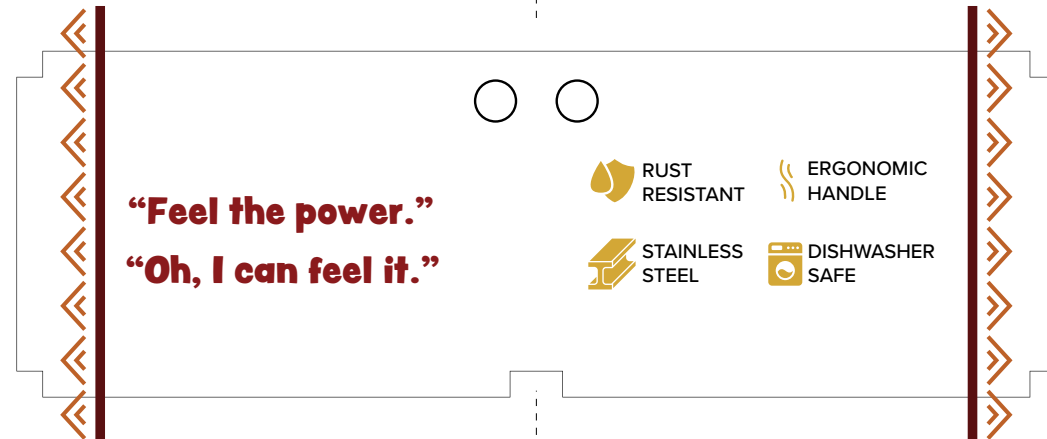 “Feel the power.”
“Oh, I can feel it.”
RUST
RESISTANT
ERGONOMIC
HANDLE
STAINLESS
STEEL
DISHWASHER
SAFE